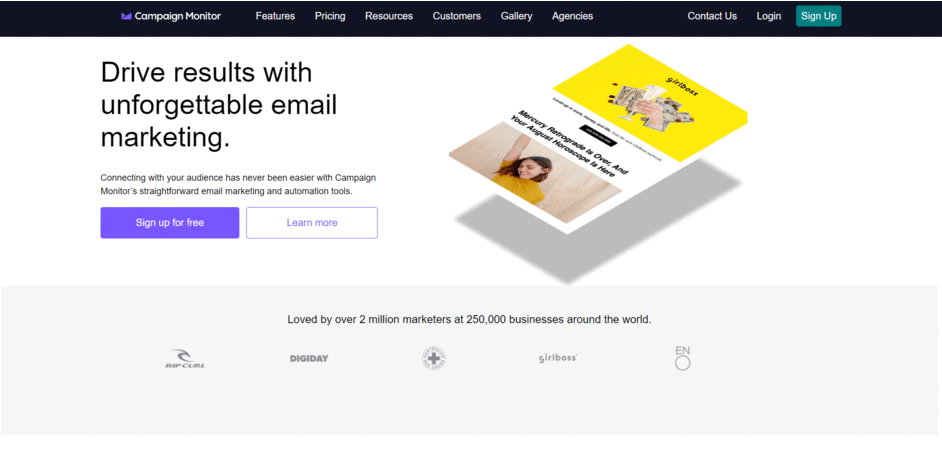 Campaign Monitor Features Pricing Resources Customers Gallery Agencies Contact Us Login Sign Up
Drive results with
unforgettable email
marketing.
Connecting with your audience has never been easier with Campaign
Monitor's straightforward email marketing and automation tools.
Sign up for free Learn more
girlboss
Mercury Retrograde Is Over, And
Your August Horoscope Is Here
Loved by over 2 million marketers at 250,000 businesses around the world.
RIP CURL DIGIDAY girlboss EN
O